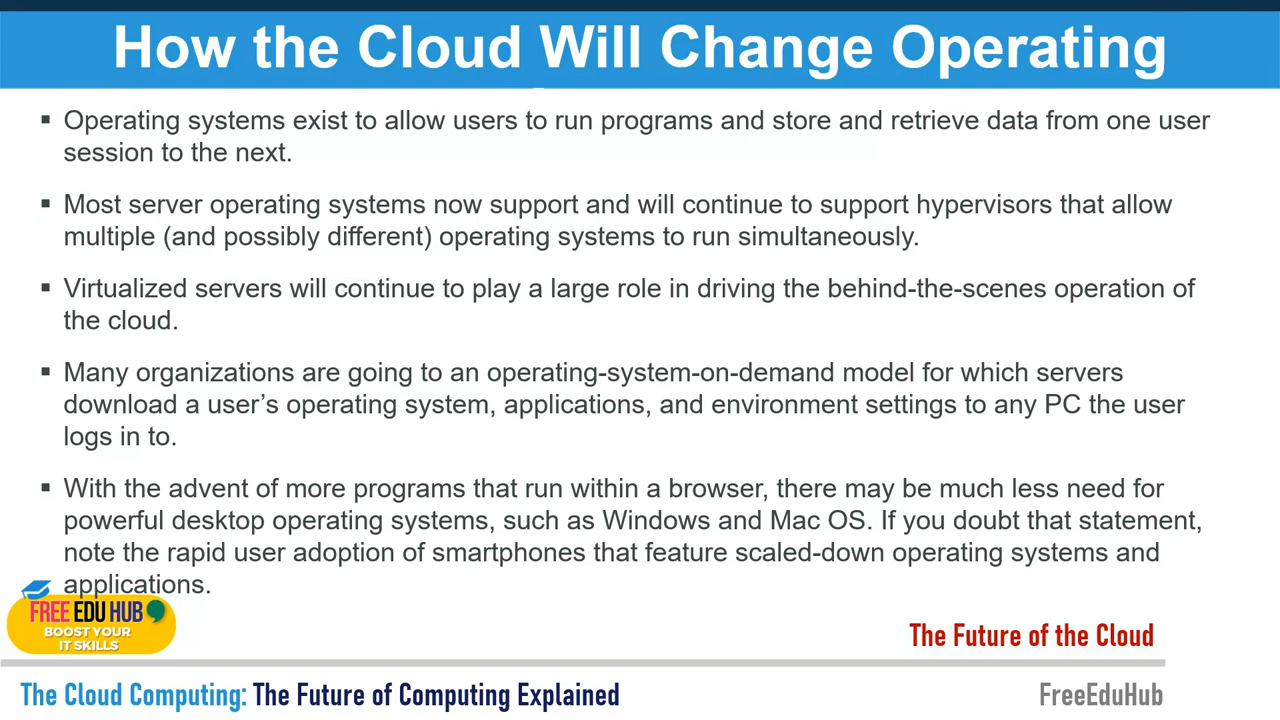 How the Cloud Will Change Operating
▪ Operating systems exist to allow users to run programs and store and retrieve data from one user
session to the next.
▪ Most server operating systems now support and will continue to support hypervisors that allow
multiple (and possibly different) operating systems to run simultaneously.
▪ Virtualized servers will continue to play a large role in driving the behind-the-scenes operation of
the cloud.
▪ Many organizations are going to an operating-system-on-demand model for which servers
download a user’s operating system, applications, and environment settings to any PC the user
logs in to.
▪ With the advent of more programs that run within a browser, there may be much less need for
powerful desktop operating systems, such as Windows and Mac OS. If you doubt that statement,
note the rapid user adoption of smartphones that feature scaled-down operating systems and
applications.
FREE EDU HUB
BOOST YOUR
IT SKILLS
The Future of the Cloud
The Cloud Computing: The Future of Computing Explained
FreeEduHub